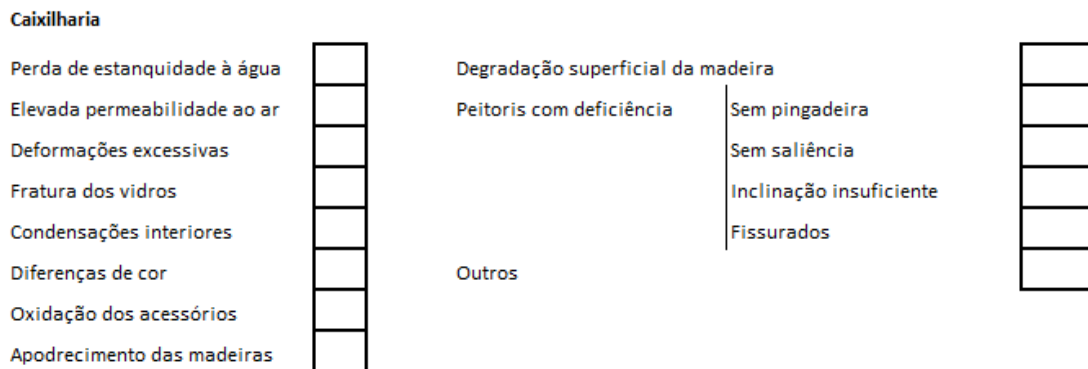 Caixilharia
Perda de estanquidade à água
Elevada permeabilidade ao ar
Deformações excessivas
Fratura dos vidros
Condensações interiores
Diferenças de cor
Oxidação dos acessórios
Apodrecimento das madeiras
Degradação superficial da madeira
Peitoris com deficiência
Sem pingadeira
Sem saliência
Inclinação insuficiente
Fissurados
Outros